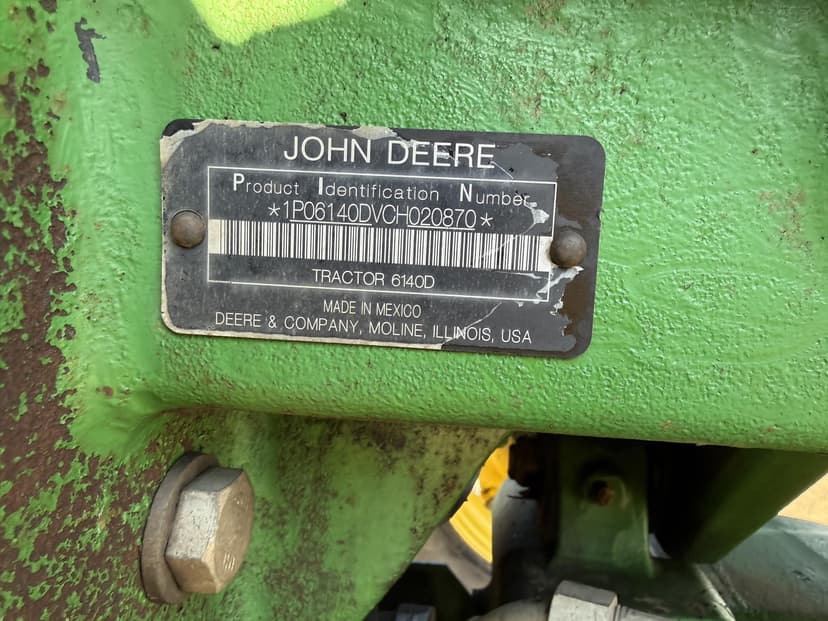 JOHN DEERE
Product Identification Number
*1P06140DVCH020870*
TRACTOR 6140D
MADE IN MEXICO
DEERE & COMPANY, MOLINE, ILLINOIS, USA